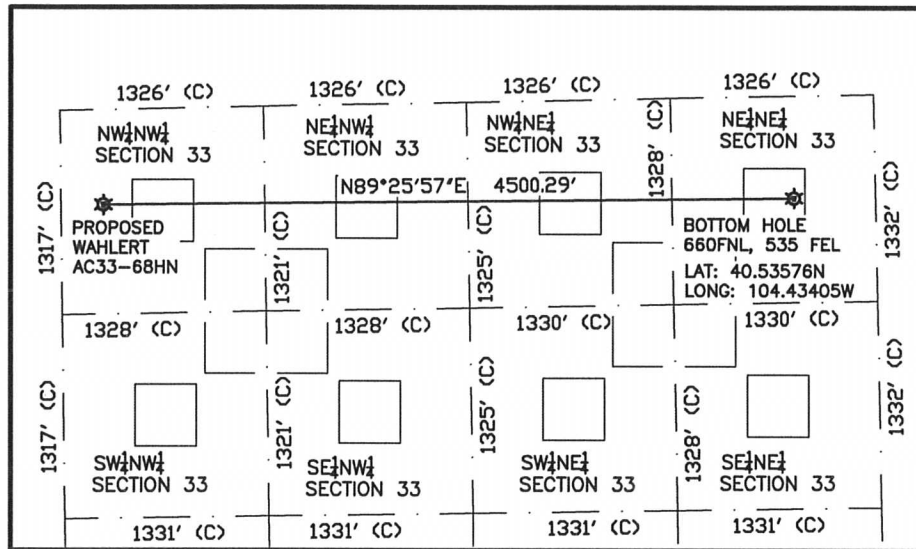 1326' (C) 1326' (C) 1326' (C) 1326' (C)
NW¼NW¼
SECTION 33
NE¼NW¼
SECTION 33
NW¼NE¼
SECTION 33
1328' (C)
NE¼NE¼
SECTION 33
N89°25'57"E 4500.29'
1317' (C)
PROPOSED
WAHLERT
AC33-68HN
1321' (C)
1325' (C)
BOTTOM HOLE
660FNL, 535 FEL
LAT: 40.53576N
LONG: 104.43405W
1332' (C)
1328' (C) 1328' (C) 1330' (C) 1330' (C)
1317' (C)
1321' (C)
1325' (C)
1328' (C)
1332' (C)
SW¼NW¼
SECTION 33
SE¼NW¼
SECTION 33
SW¼NE¼
SECTION 33
SE¼NE¼
SECTION 33
1331' (C) 1331' (C) 1331' (C) 1331' (C)